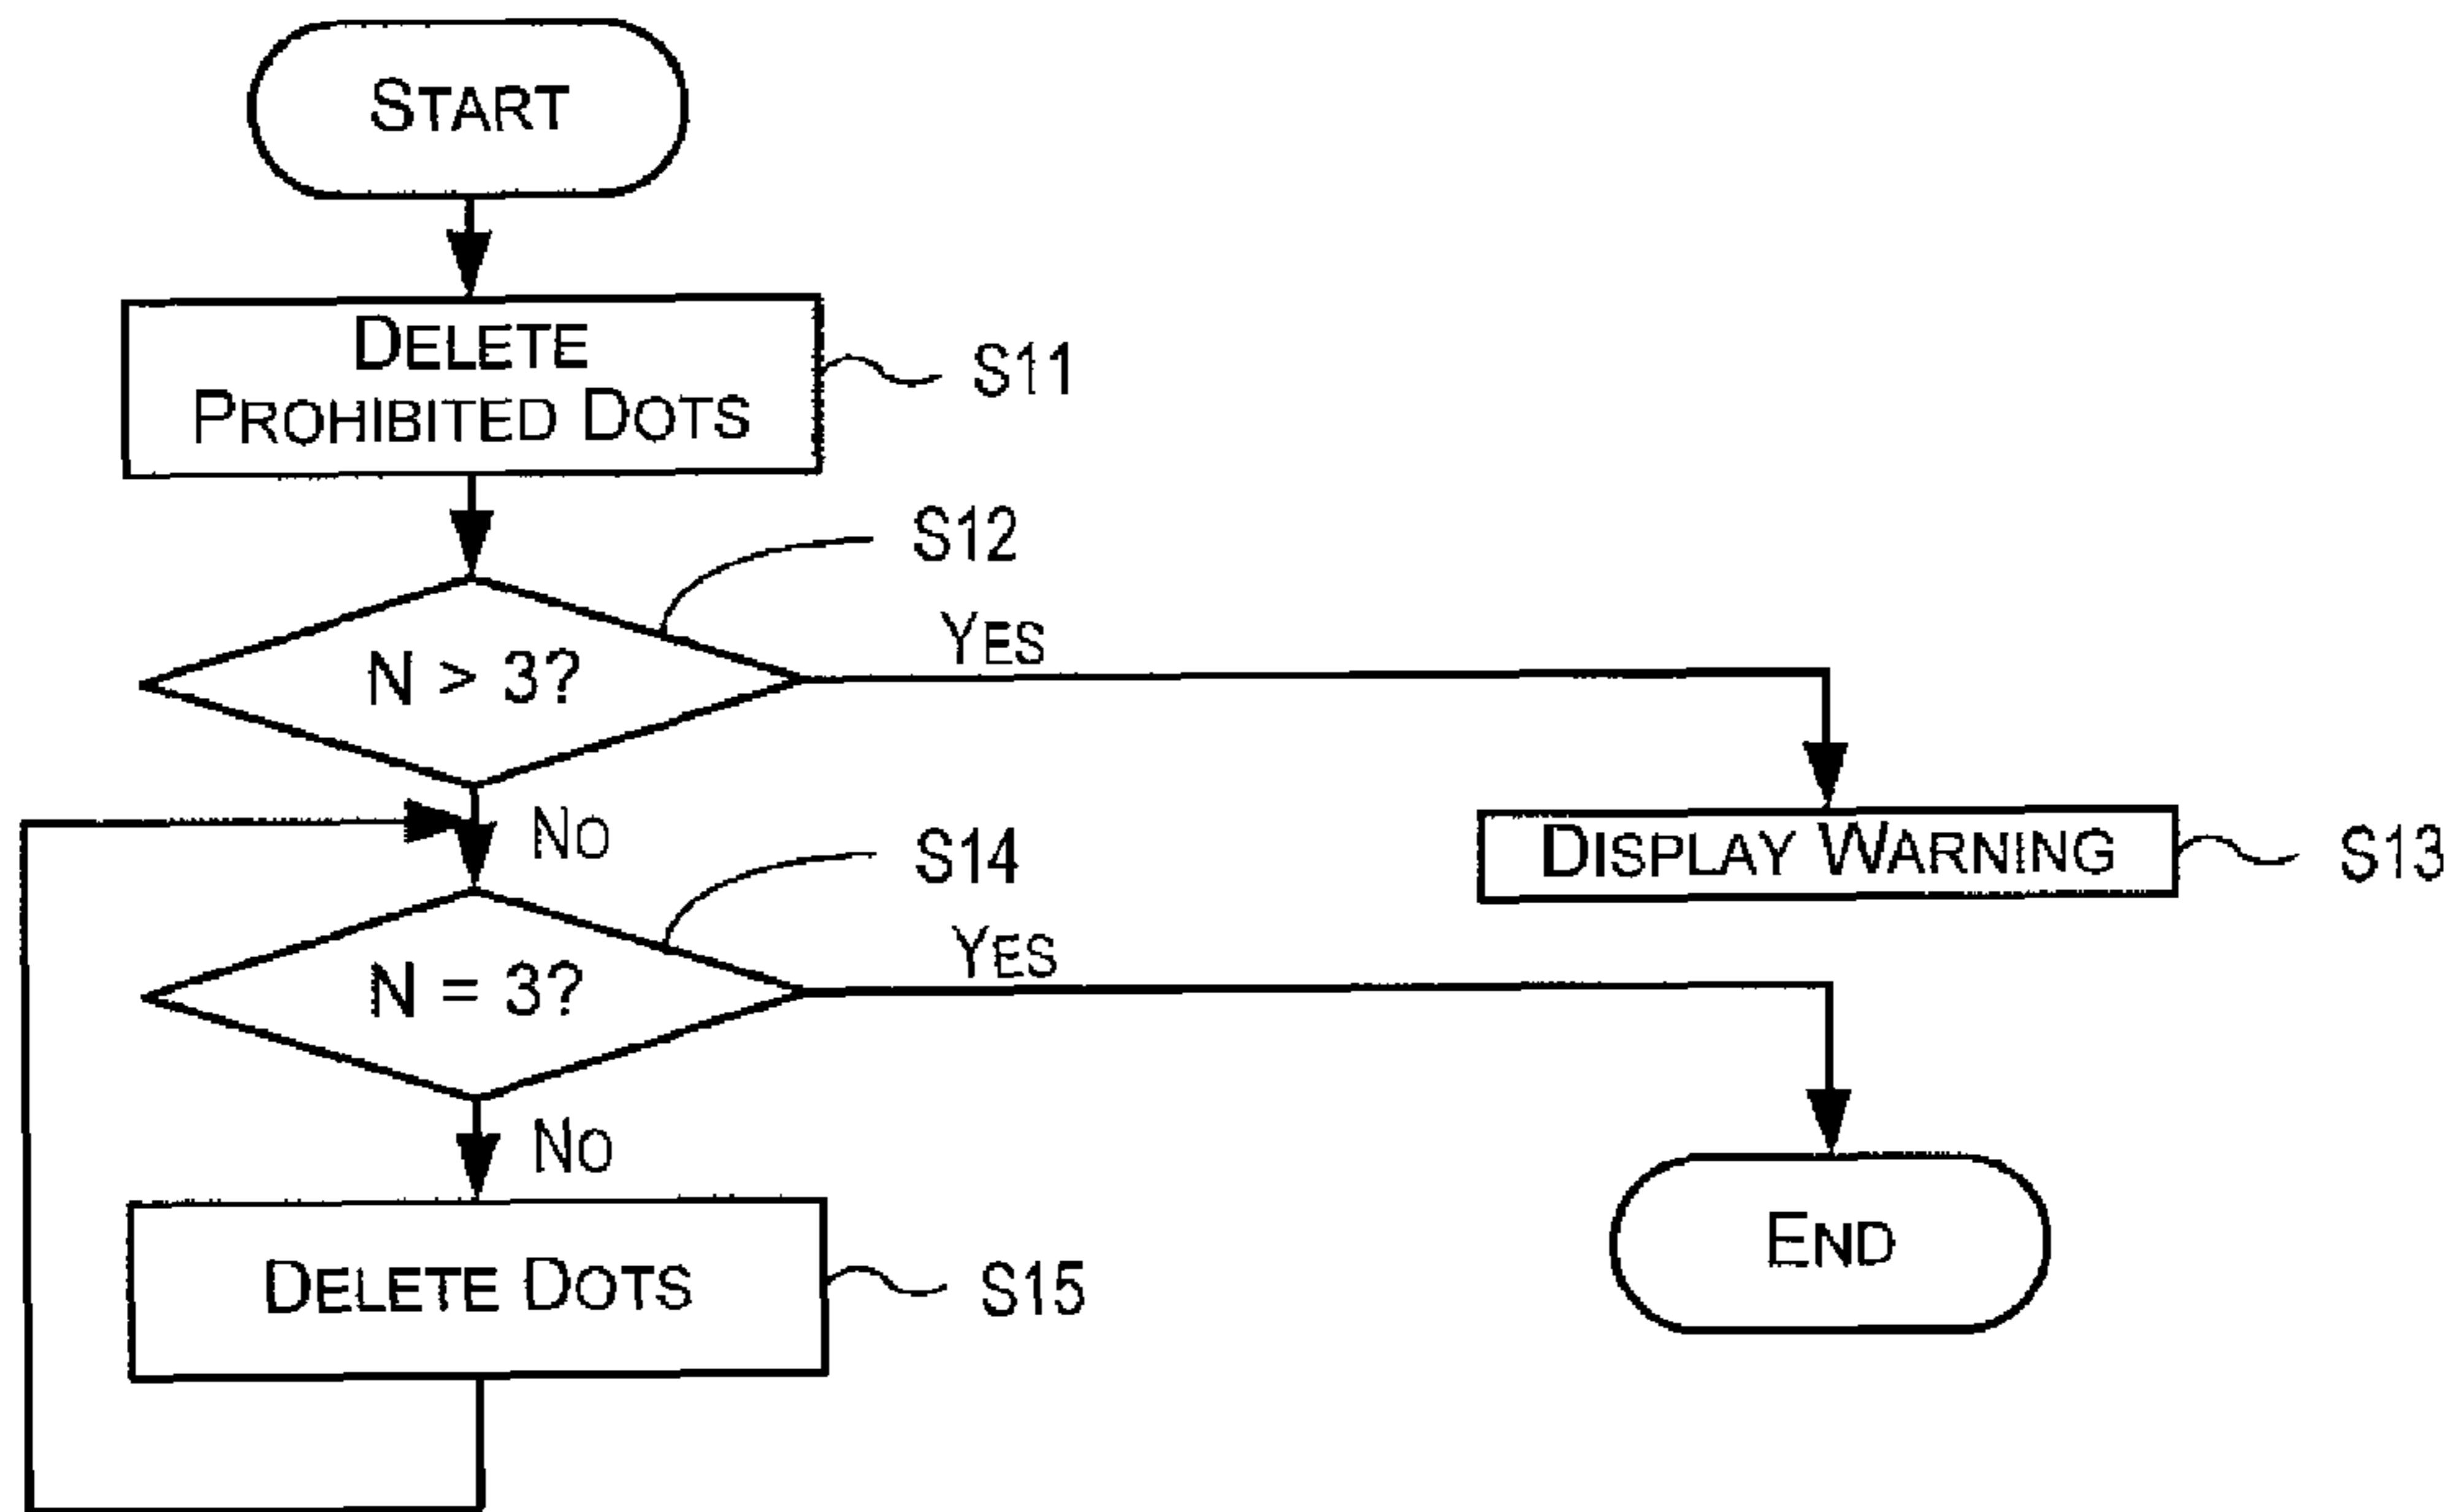 START
DELETE
PROHIBITED DOTS
S11
S12
N > 3?
YES
NO
DISPLAY WARNING
S13
S14
N = 3?
YES
NO
DELETE DOTS
S15
END